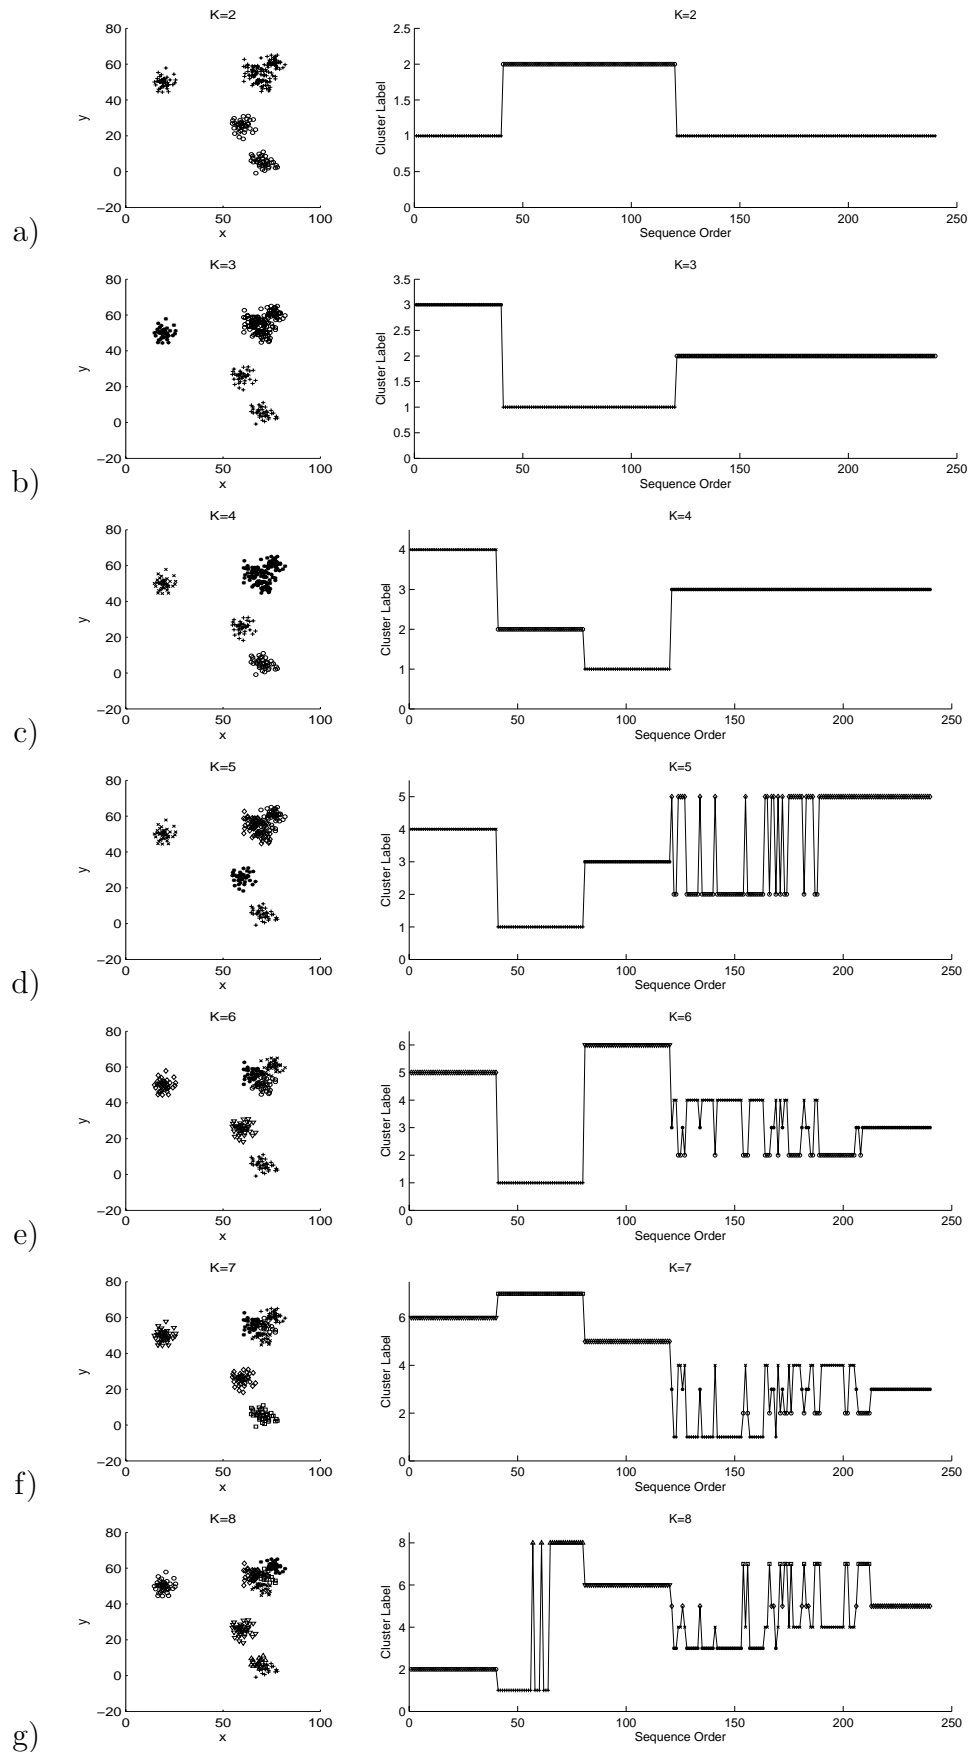 K=2 K=2
80 60 40 20 0 −20
y
0 50 100
x
2.5 2 1.5 1 0.5 0
Cluster Label
0 50 100 150 200 250
Sequence Order
a)
K=3 K=3
80 60 40 20 0 −20
y
0 50 100
x
3.5 3 2.5 2 1.5 1 0.5 0
Cluster Label
0 50 100 150 200 250
Sequence Order
b)
K=4 K=4
80 60 40 20 0 −20
y
0 50 100
x
4 3 2 1 0
Cluster Label
0 50 100 150 200 250
Sequence Order
c)
K=5 K=5
80 60 40 20 0 −20
y
0 50 100
x
5 4 3 2 1 0
Cluster Label
0 50 100 150 200 250
Sequence Order
d)
K=6 K=6
80 60 40 20 0 −20
y
0 50 100
x
6 5 4 3 2 1 0
Cluster Label
0 50 100 150 200 250
Sequence Order
e)
K=7 K=7
80 60 40 20 0 −20
y
0 50 100
x
6 4 2 0
Cluster Label
0 50 100 150 200 250
Sequence Order
f)
K=8 K=8
80 60 40 20 0 −20
y
0 50 100
x
8 6 4 2 0
Cluster Label
0 50 100 150 200 250
Sequence Order
g)